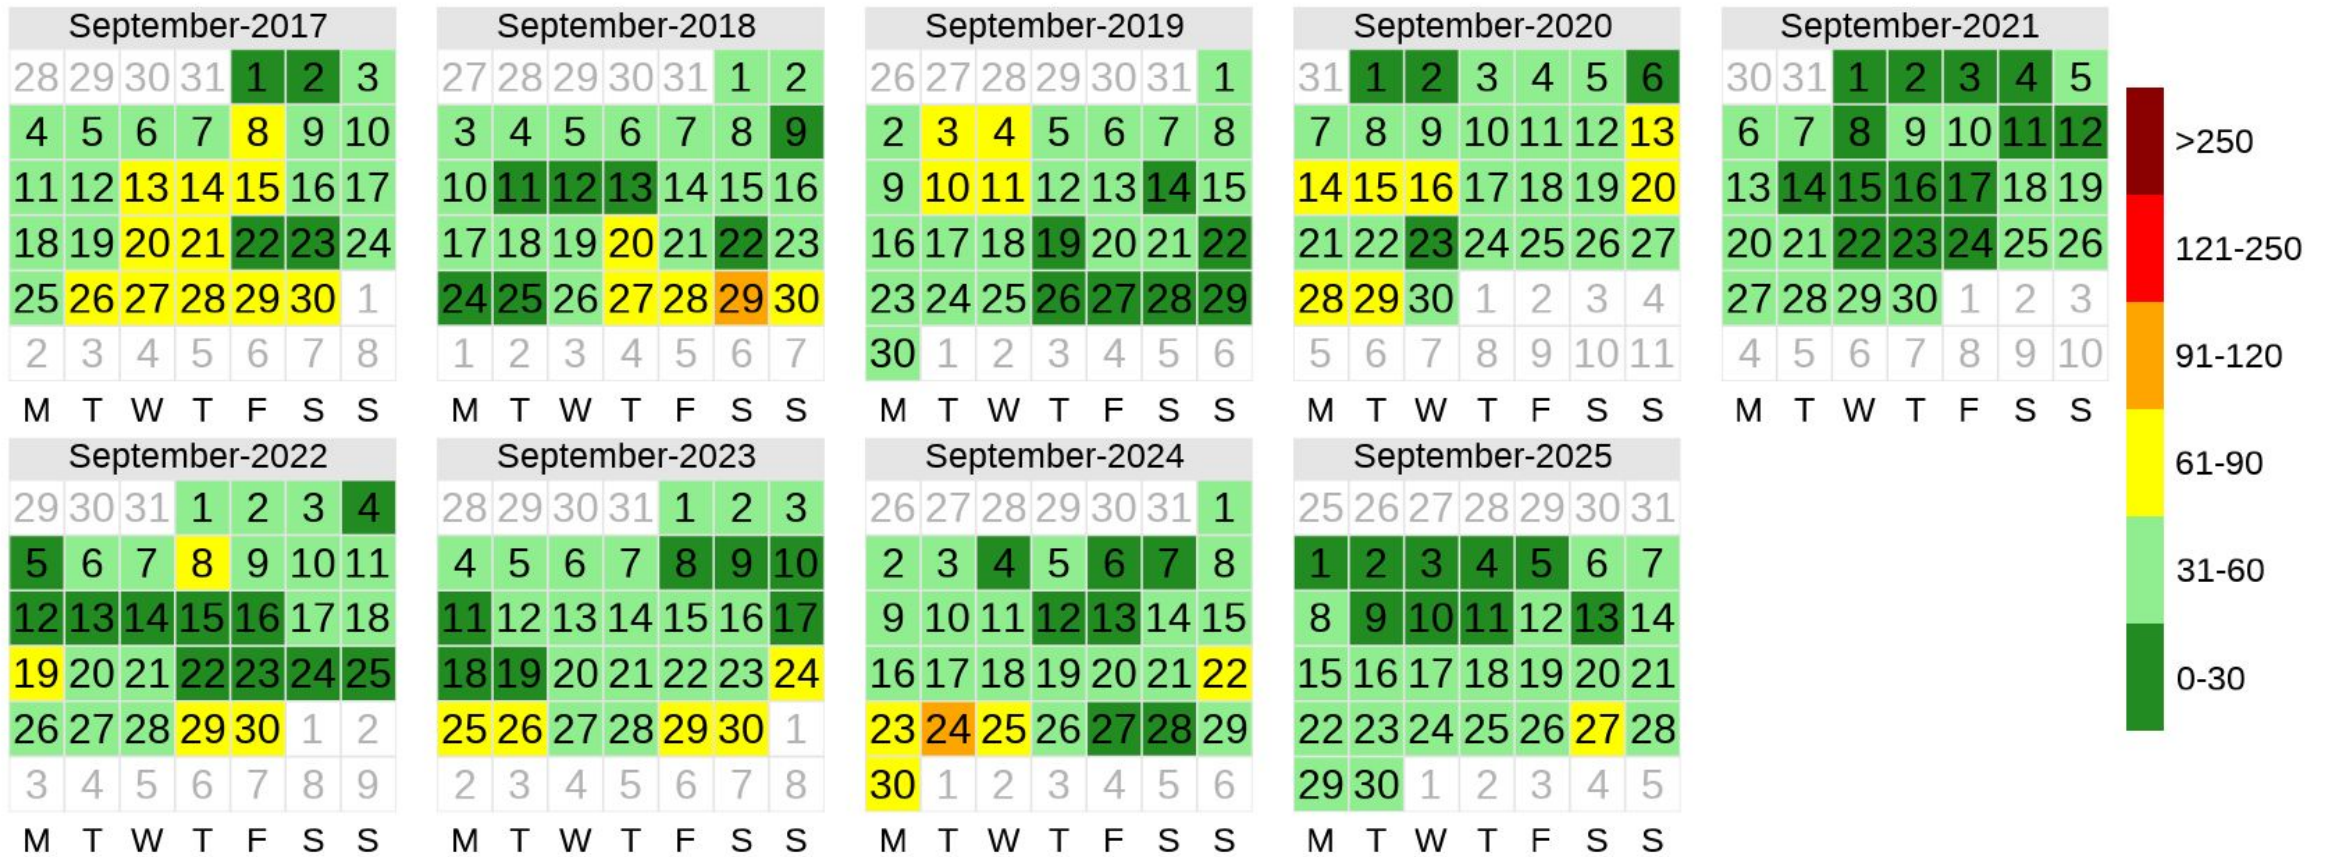 September-2017
28 29 30 31 1 2 3
4 5 6 7 8 9 10
11 12 13 14 15 16 17
18 19 20 21 22 23 24
25 26 27 28 29 30 1
2 3 4 5 6 7 8
M T W T F S S
September-2018
27 28 29 30 31 1 2
3 4 5 6 7 8 9
10 11 12 13 14 15 16
17 18 19 20 21 22 23
24 25 26 27 28 29 30
1 2 3 4 5 6 7
M T W T F S S
September-2019
26 27 28 29 30 31 1
2 3 4 5 6 7 8
9 10 11 12 13 14 15
16 17 18 19 20 21 22
23 24 25 26 27 28 29
30 1 2 3 4 5 6
M T W T F S S
September-2020
31 1 2 3 4 5 6
7 8 9 10 11 12 13
14 15 16 17 18 19 20
21 22 23 24 25 26 27
28 29 30 1 2 3 4
5 6 7 8 9 10 11
M T W T F S S
September-2021
30 31 1 2 3 4 5
6 7 8 9 10 11 12
13 14 15 16 17 18 19
20 21 22 23 24 25 26
27 28 29 30 1 2 3
4 5 6 7 8 9 10
M T W T F S S
September-2022
29 30 31 1 2 3 4
5 6 7 8 9 10 11
12 13 14 15 16 17 18
19 20 21 22 23 24 25
26 27 28 29 30 1 2
3 4 5 6 7 8 9
M T W T F S S
September-2023
28 29 30 31 1 2 3
4 5 6 7 8 9 10
11 12 13 14 15 16 17
18 19 20 21 22 23 24
25 26 27 28 29 30 1
2 3 4 5 6 7 8
M T W T F S S
September-2024
26 27 28 29 30 31 1
2 3 4 5 6 7 8
9 10 11 12 13 14 15
16 17 18 19 20 21 22
23 24 25 26 27 28 29
30 1 2 3 4 5 6
M T W T F S S
September-2025
25 26 27 28 29 30 31
1 2 3 4 5 6 7
8 9 10 11 12 13 14
15 16 17 18 19 20 21
22 23 24 25 26 27 28
29 30 1 2 3 4 5
M T W T F S S
>250
121-250
91-120
61-90
31-60
0-30